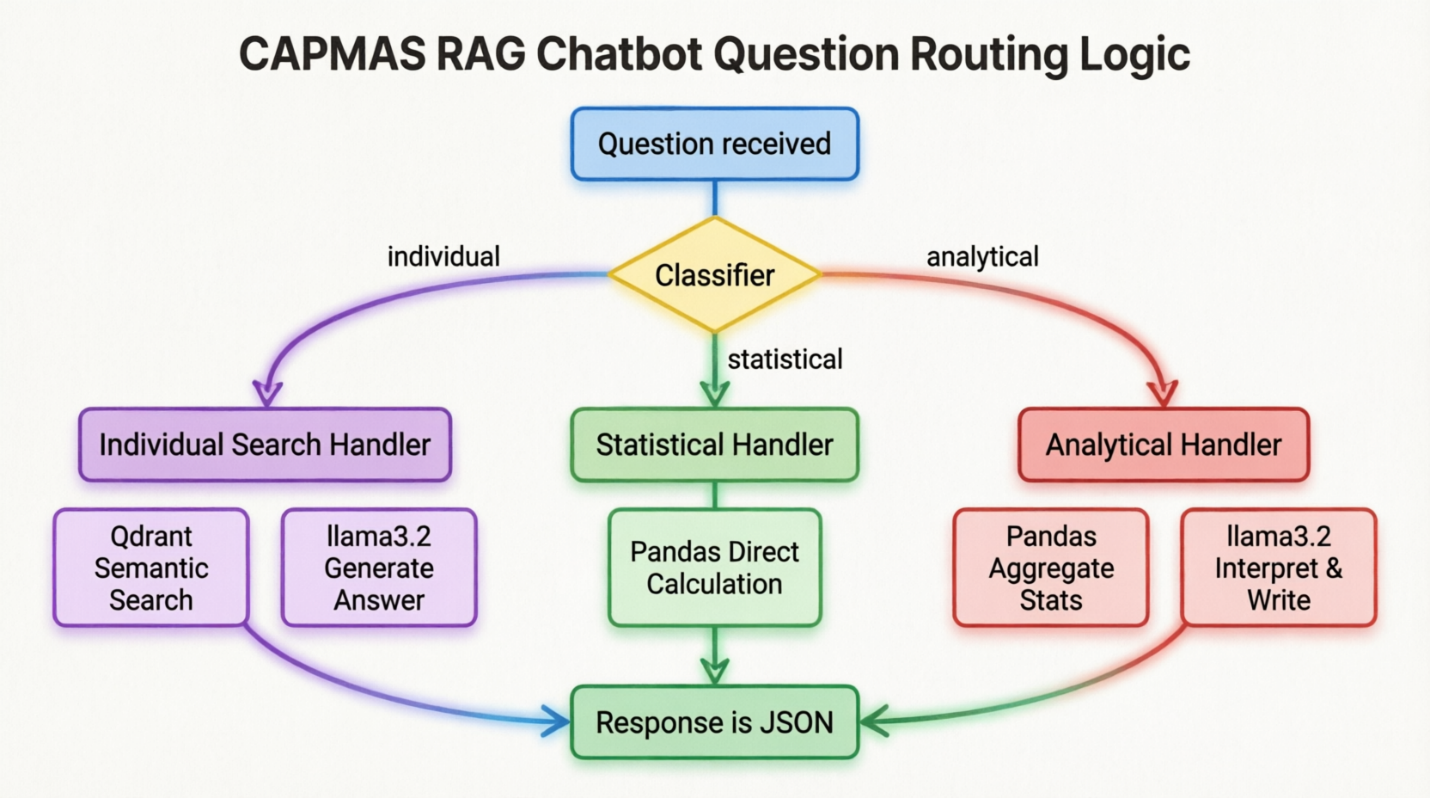 CAPMAS RAG Chatbot Question Routing Logic
Question received
individual
Classifier
analytical
statistical
Individual Search Handler
Statistical Handler
Analytical Handler
Qdrant
Semantic
Search
llama3.2
Generate
Answer
Pandas Direct
Calculation
Pandas
Aggregate
Stats
llama3.2
Interpret &
Write
Response is JSON